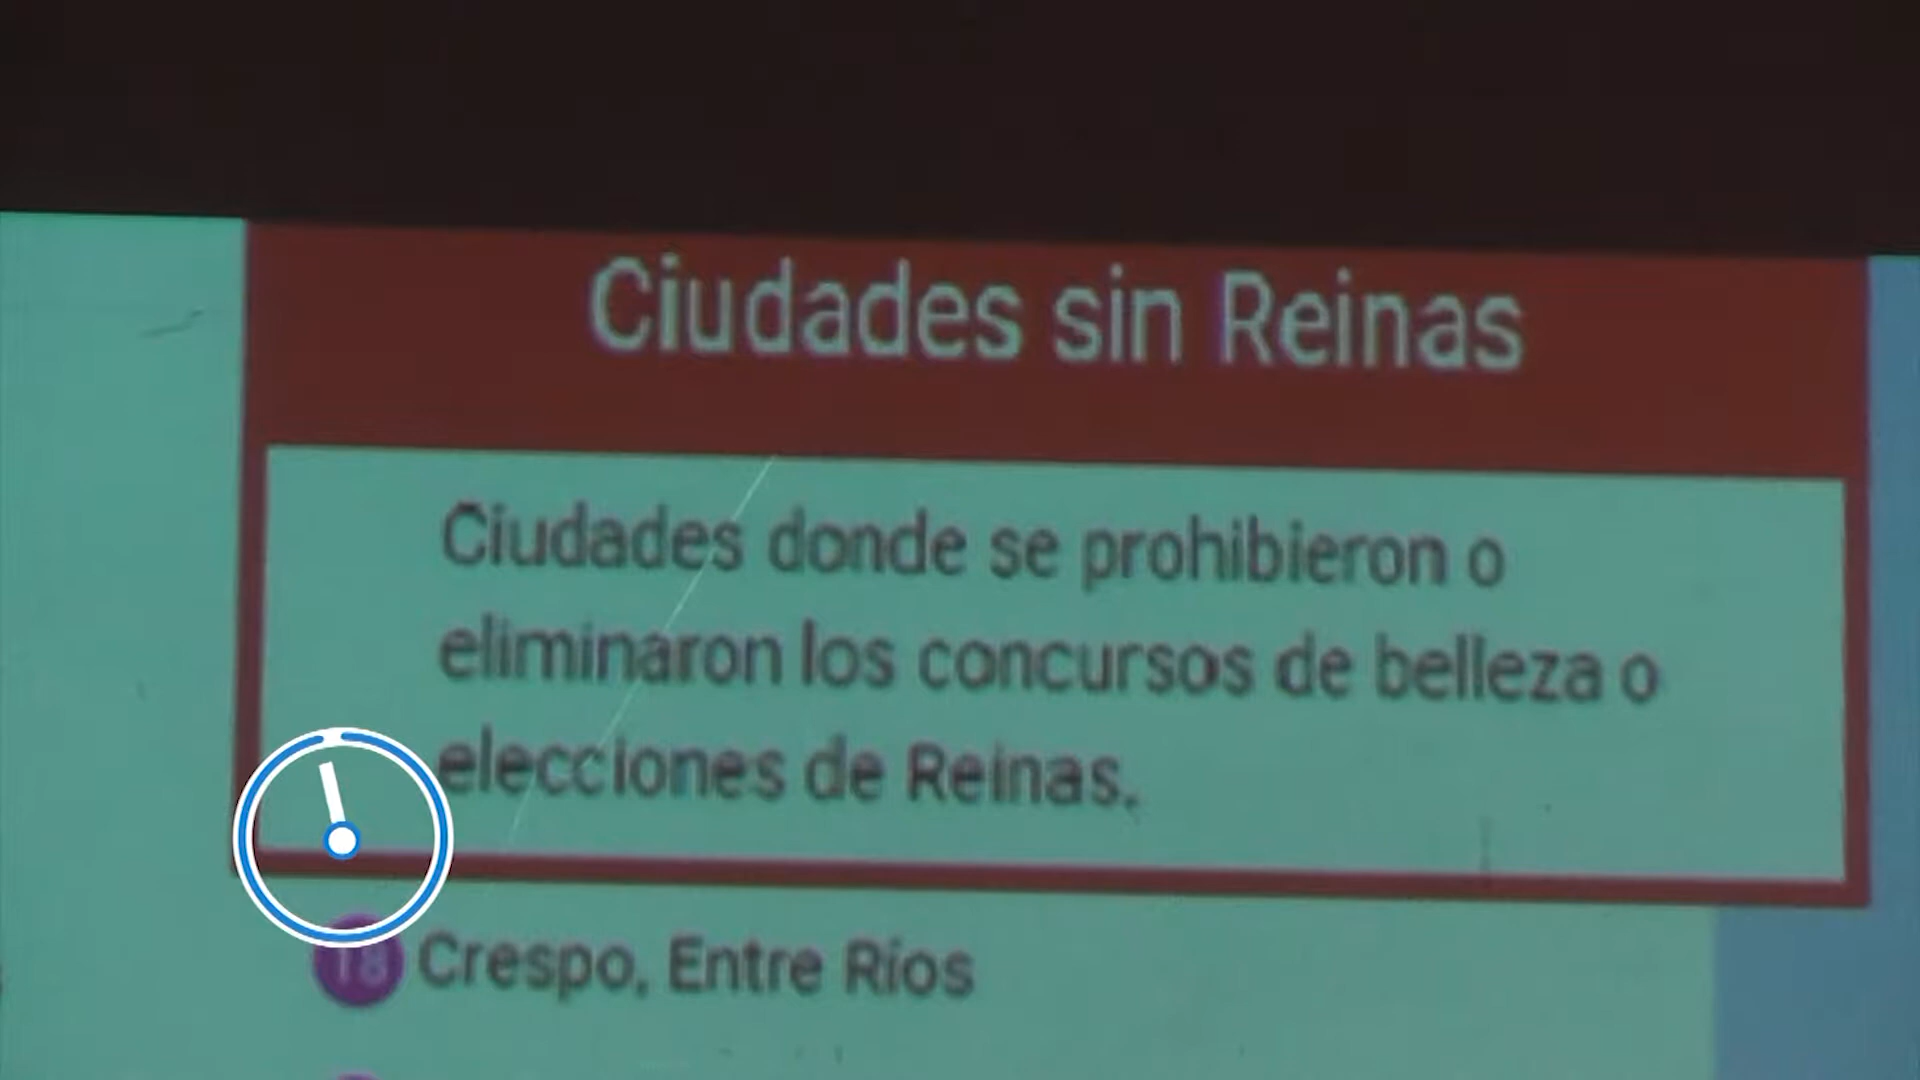 Ciudades sin Reinas
Ciudades donde se prohibieron o
eliminaron los concursos de belleza o
elecciones de Reinas.
18 Crespo, Entre Ríos